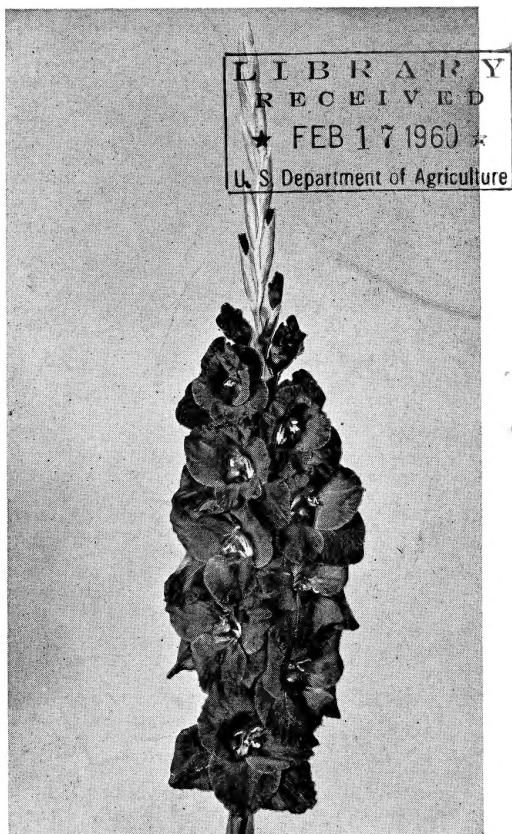 LIBRARY
RECEIVED
★ FEB 17 1960 ★
U. S. Department of Agriculture